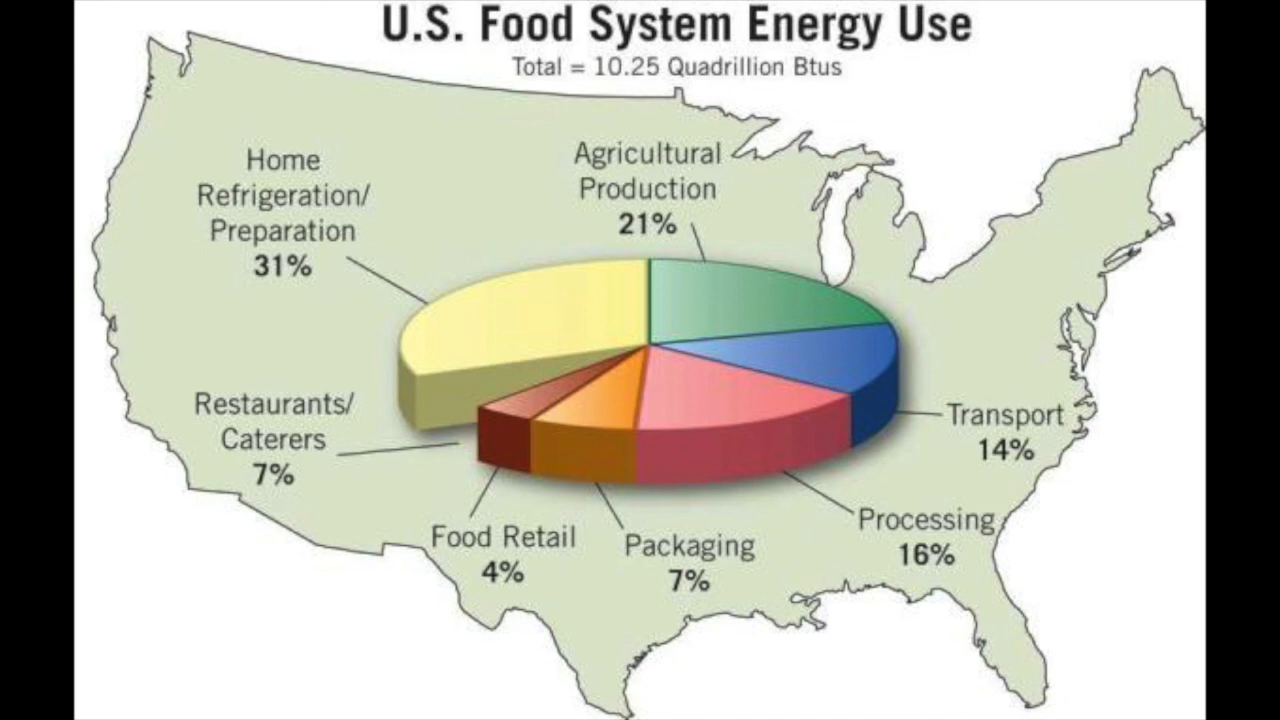 U.S. Food System Energy Use
Total = 10.25 Quadrillion Btus
Home
Refrigeration/
Preparation
31%
Agricultural
Production
21%
Restaurants/
Caterers
7%
Transport
14%
Food Retail
4%
Packaging
7%
Processing
16%